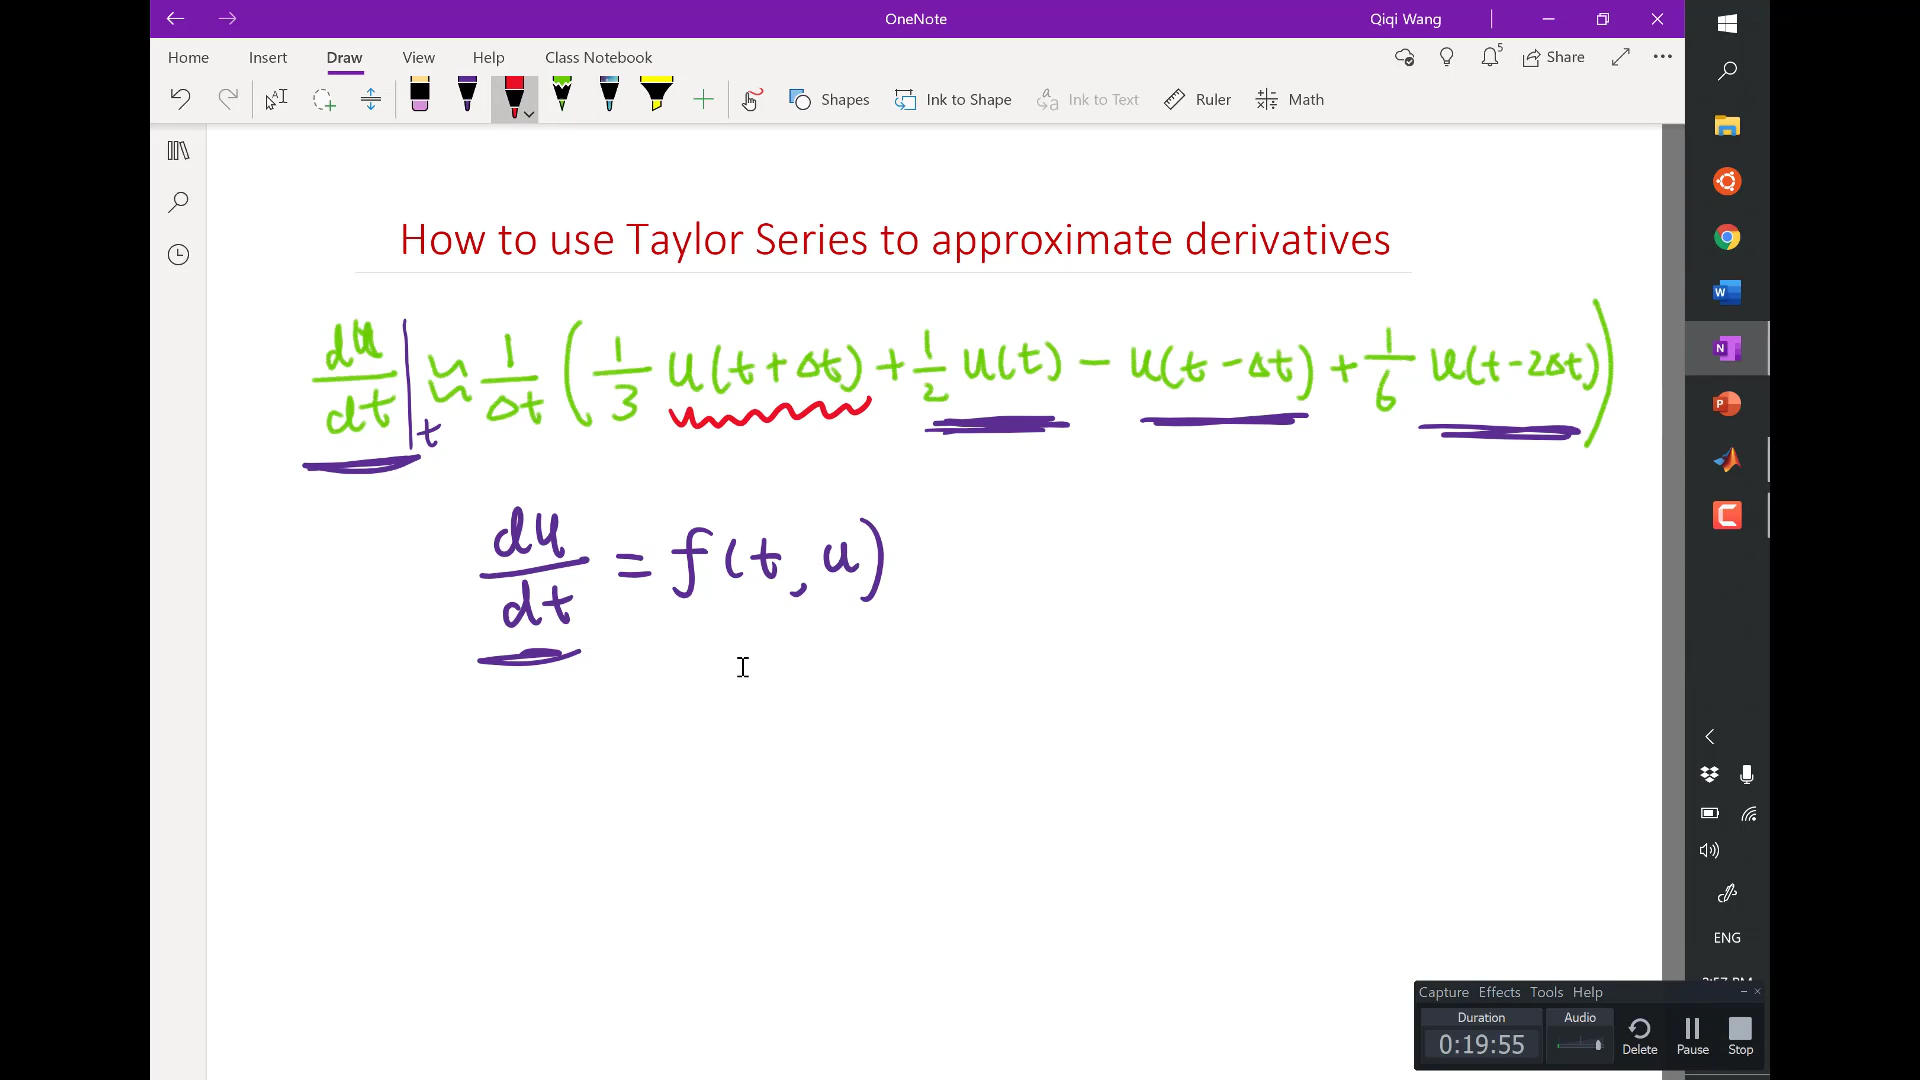 OneNote
Qiqi Wang
Home Insert Draw View Help Class Notebook
5 Share
Shapes Ink to Shape Ink to Text Ruler Math
How to use Taylor Series to approximate derivatives
du/dt|t ≈ 1/Δt ( 1/3 u(t+Δt) + 1/2 u(t) − u(t−Δt) + 1/6 u(t−2Δt) )
du/dt = f(t, u)
ENG
Capture Effects Tools Help
Duration Audio
0:19:55 Delete Pause Stop